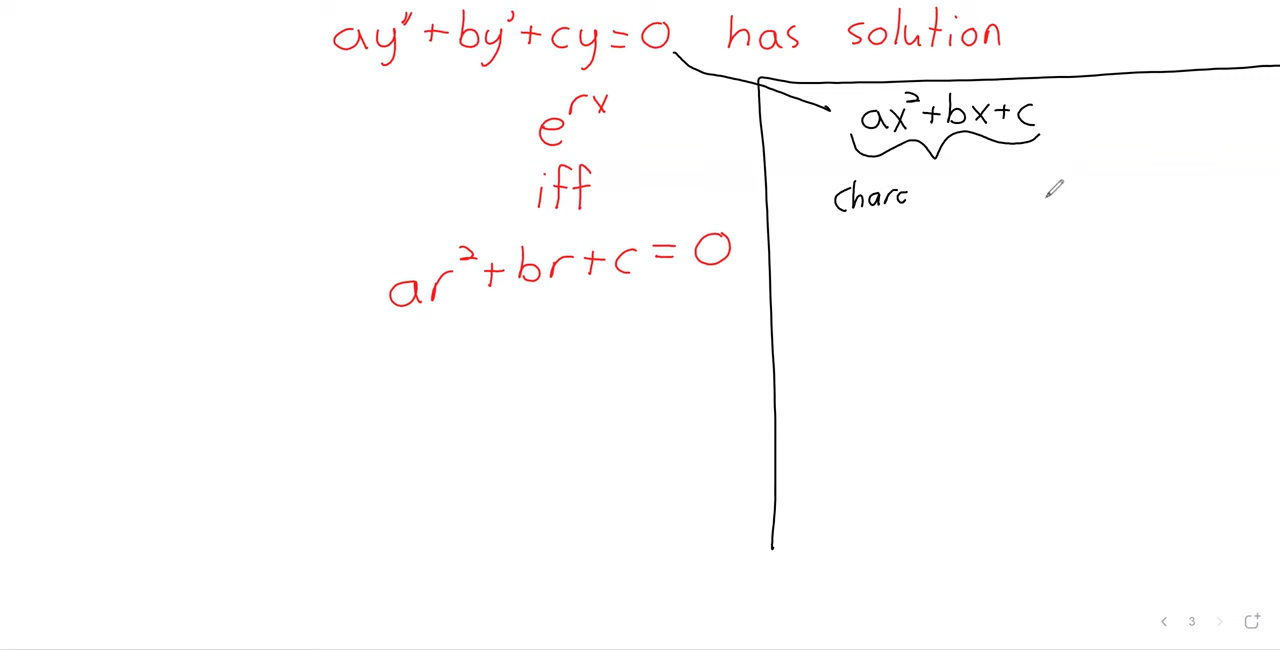 ay''+by'+cy=0 has solution
e^{rx}
iff
ar²+br+c=0
ax²+bx+c
charc
3